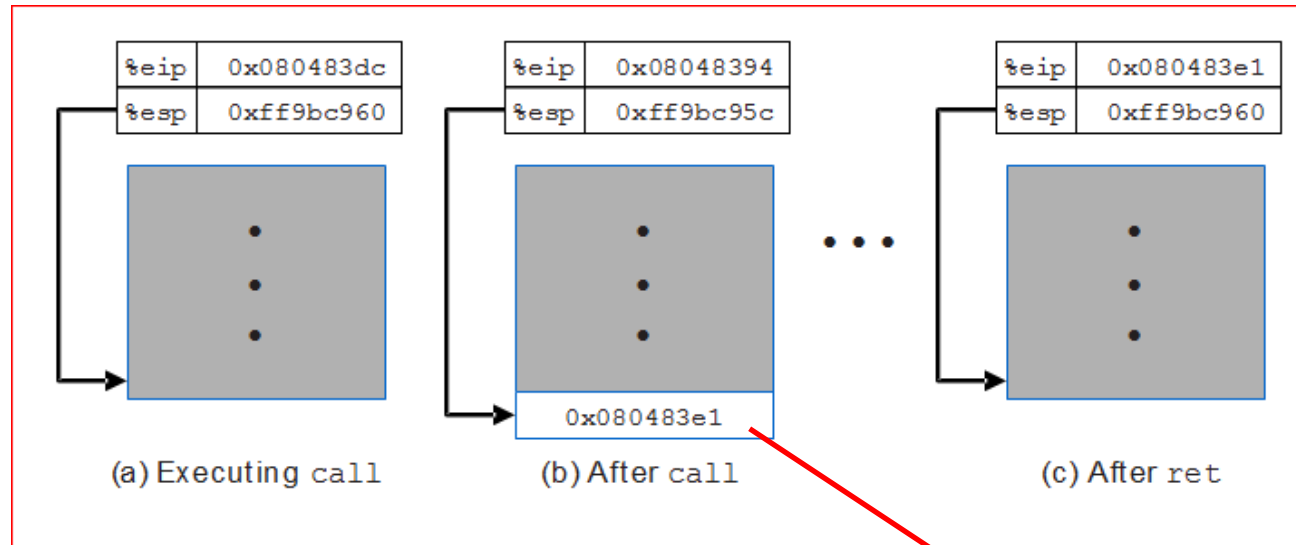 %eip 0x080483dc
%esp 0xff9bc960
(a) Executing call
%eip 0x08048394
%esp 0xff9bc95c
0x080483e1
(b) After call
%eip 0x080483e1
%esp 0xff9bc960
(c) After ret